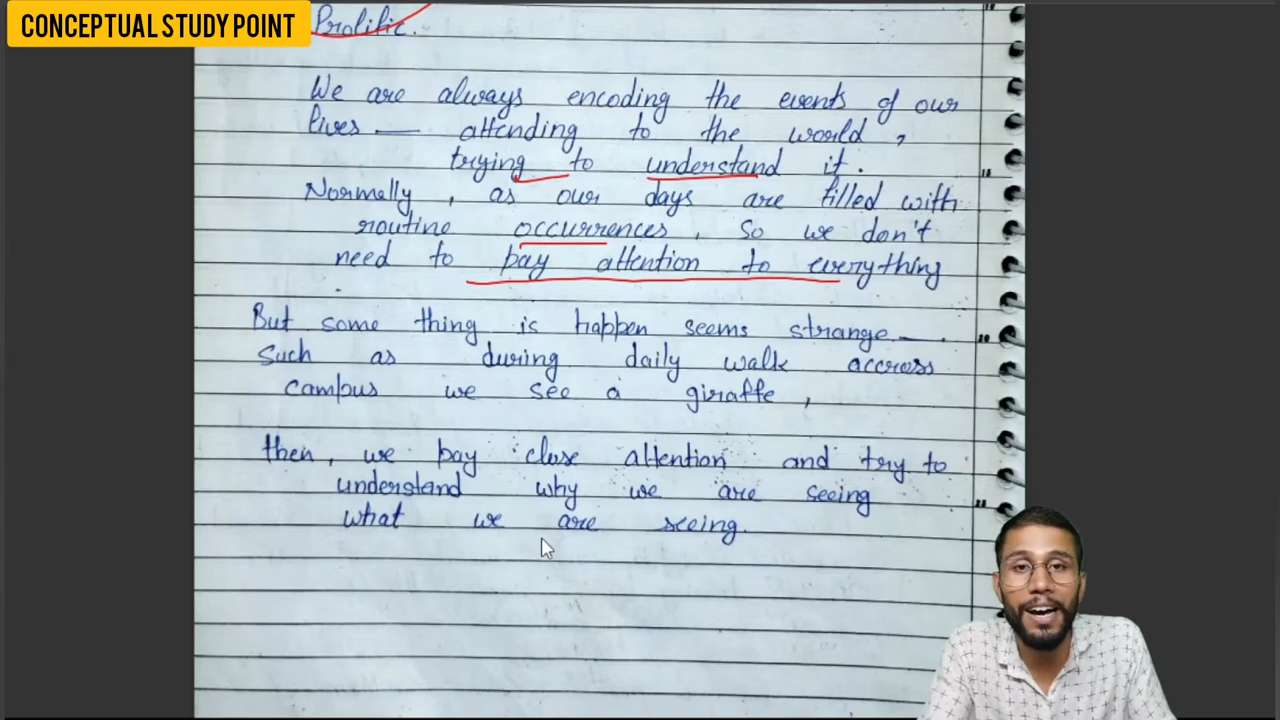 CONCEPTUAL STUDY POINT
Prolific.
We are always encoding the events of our
lives — attending to the world,
trying to understand it.
Normally, as our days are filled with
routine occurrences, So we don't
need to pay attention to everything
But some thing is happen seems strange —.
Such as during daily walk accross
campus we see a giraffe,
then, we pay close attention and try to
understand why we are seeing
what we are seeing.